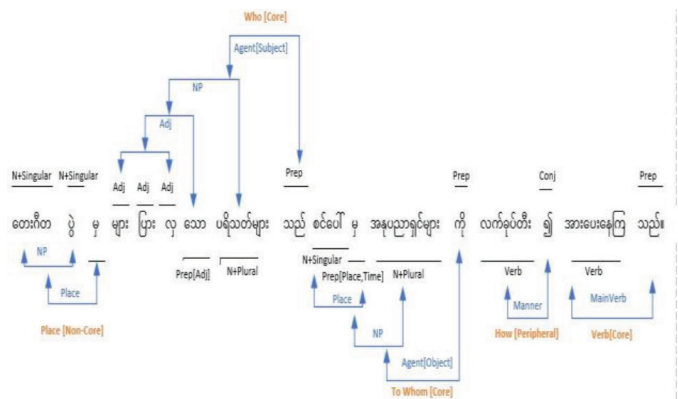 Who [Core]
Agent[Subject]
NP
Adj
N+Singular N+Singular Adj Adj Adj Prep Prep Conj Prep
တေးဂီတ ပွဲ မှ များ ပြား လှ သော ပရိသတ်များ သည် စင်ပေါ် မှ အနုပညာရှင်များ ကို လက်ခုပ်တီး ၍ အားပေးနေကြ သည်။
NP Prep[Adj] N+Plural N+Singular Prep[Place,Time] N+Plural Verb Verb
Place Place Manner MainVerb
Place [Non-Core] NP How [Peripheral] Verb[Core]
Agent[Object]
To Whom [Core]